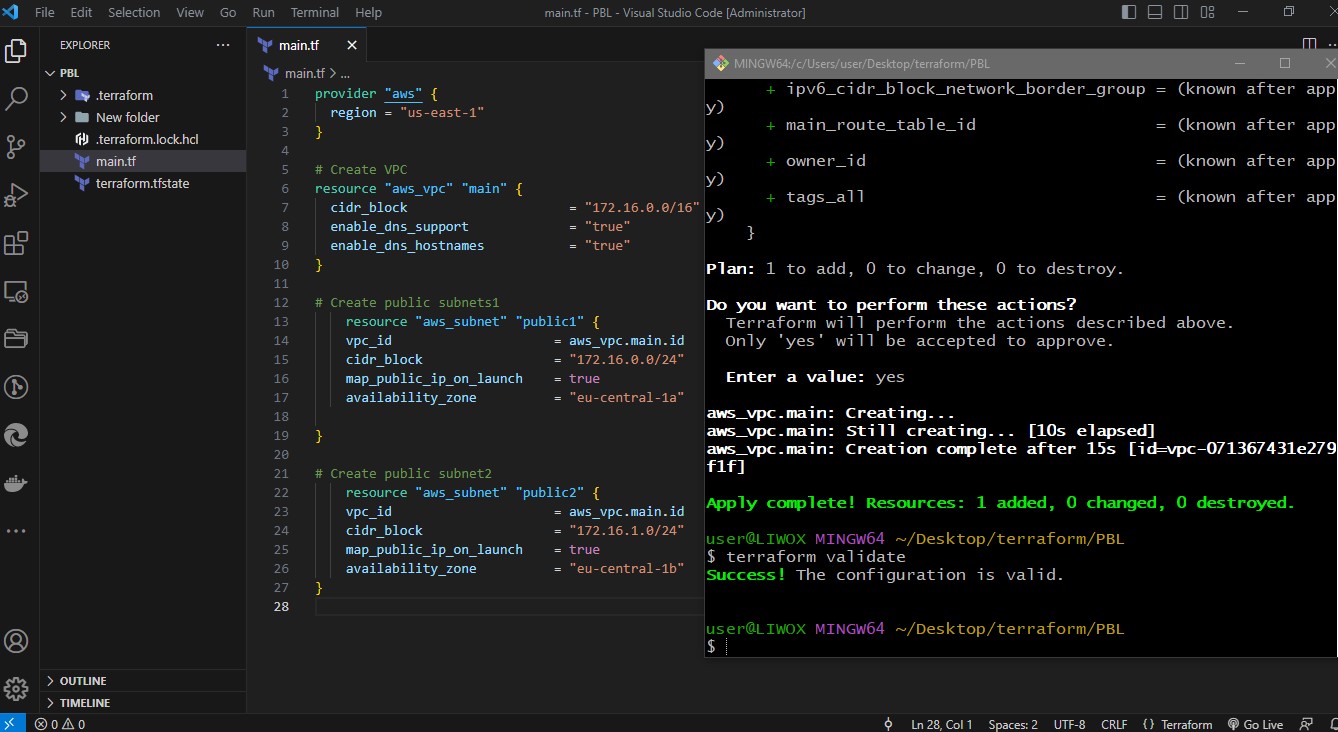 File Edit Selection View Go Run Terminal Help main.tf - PBL - Visual Studio Code [Administrator]
EXPLORER
PBL
.terraform
New folder
.terraform.lock.hcl
main.tf
terraform.tfstate
OUTLINE
TIMELINE
main.tf
main.tf > ...
1 provider "aws" {
2 region = "us-east-1"
3 }
4
5 # Create VPC
6 resource "aws_vpc" "main" {
7 cidr_block = "172.16.0.0/16"
8 enable_dns_support = "true"
9 enable_dns_hostnames = "true"
10 }
11
12 # Create public subnets1
13 resource "aws_subnet" "public1" {
14 vpc_id = aws_vpc.main.id
15 cidr_block = "172.16.0.0/24"
16 map_public_ip_on_launch = true
17 availability_zone = "eu-central-1a"
18
19 }
20
21 # Create public subnet2
22 resource "aws_subnet" "public2" {
23 vpc_id = aws_vpc.main.id
24 cidr_block = "172.16.1.0/24"
25 map_public_ip_on_launch = true
26 availability_zone = "eu-central-1b"
27 }
28
MINGW64:/c/Users/user/Desktop/terraform/PBL
+ ipv6_cidr_block_network_border_group = (known after app
y)
+ main_route_table_id = (known after app
y)
+ owner_id = (known after app
y)
+ tags_all = (known after app
y)
}
Plan: 1 to add, 0 to change, 0 to destroy.
Do you want to perform these actions?
Terraform will perform the actions described above.
Only 'yes' will be accepted to approve.
Enter a value: yes
aws_vpc.main: Creating...
aws_vpc.main: Still creating... [10s elapsed]
aws_vpc.main: Creation complete after 15s [id=vpc-071367431e279
f1f]
Apply complete! Resources: 1 added, 0 changed, 0 destroyed.
user@LIWOX MINGW64 ~/Desktop/terraform/PBL
$ terraform validate
Success! The configuration is valid.
user@LIWOX MINGW64 ~/Desktop/terraform/PBL
$
0 0 Ln 28, Col 1 Spaces: 2 UTF-8 CRLF {} Terraform Go Live